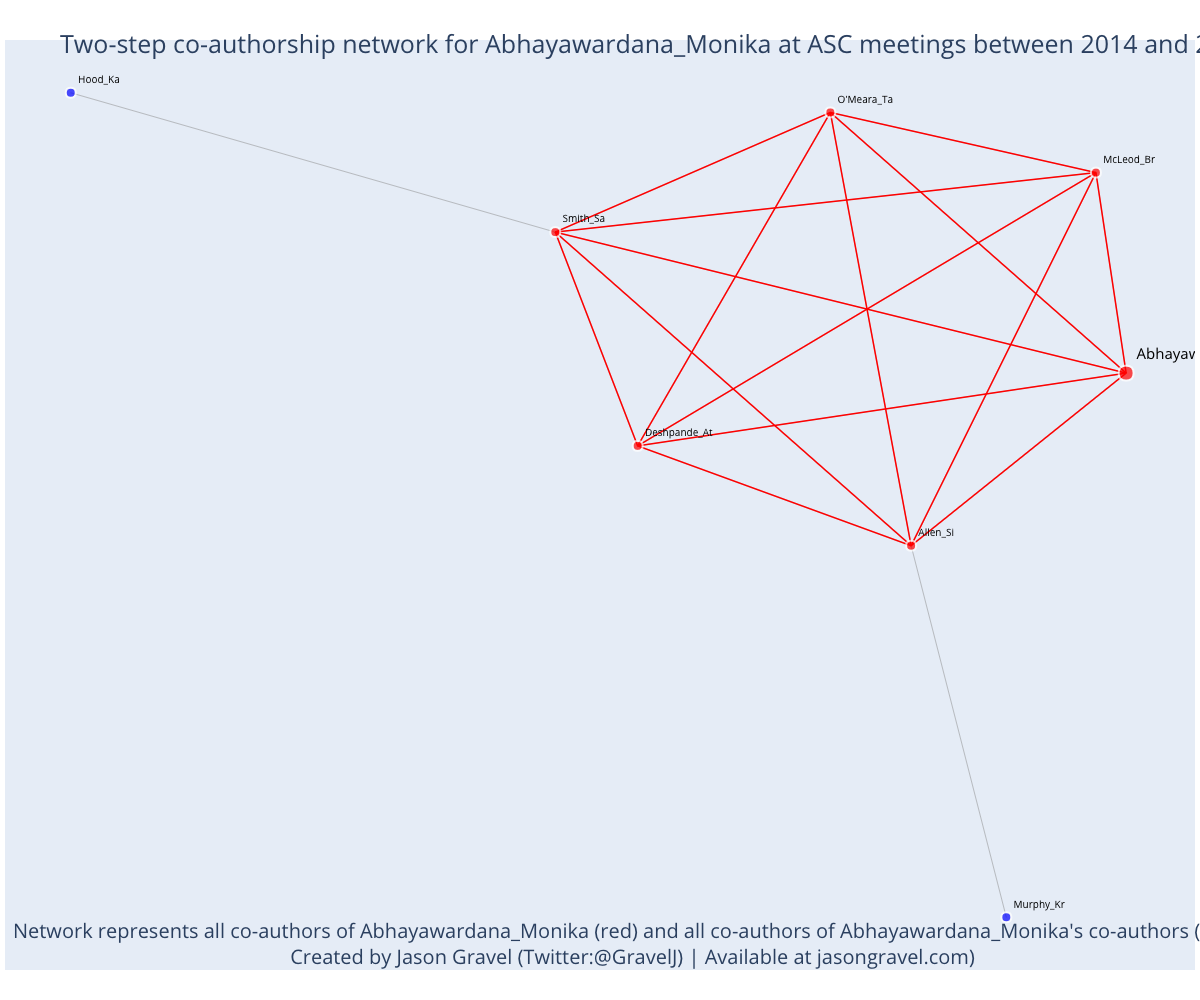 Two-step co-authorship network for Abhayawardana_Monika at ASC meetings between 2014 and
Hood_Ka
O'Meara_Ta
McLeod_Br
Smith_Sa
Abhayaw
Deshpande_At
Allen_Si
Murphy_Kr
Network represents all co-authors of Abhayawardana_Monika (red) and all co-authors of Abhayawardana_Monika's co-authors (
Created by Jason Gravel (Twitter:@GravelJ) | Available at jasongravel.com)